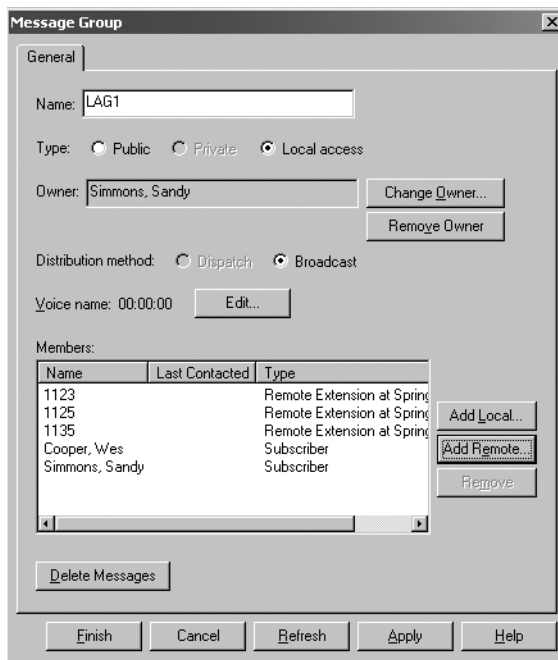 Message Group
General
Name: LAG1
Type: Public Private Local access
Owner: Simmons, Sandy Change Owner...
Remove Owner
Distribution method: Dispatch Broadcast
Voice name: 00:00:00 Edit...
Members:
Name Last Contacted Type
1123 Remote Extension at Spring
1125 Remote Extension at Spring
1135 Remote Extension at Spring
Cooper, Wes Subscriber
Simmons, Sandy Subscriber
Add Local...
Add Remote...
Remove
Delete Messages
Finish Cancel Refresh Apply Help